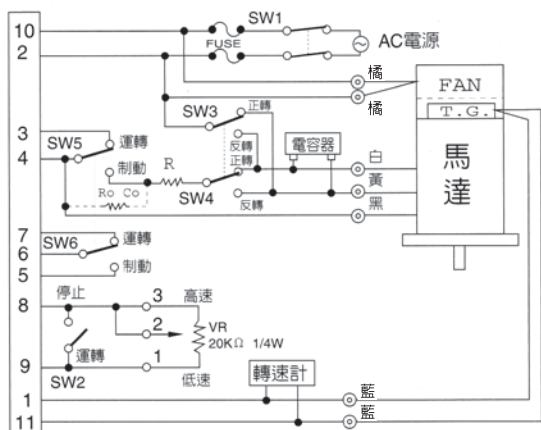 10
SW1
FUSE
AC電源
2
橘
FAN
橘
T.G.
SW3
正轉
反轉
3
SW5
運轉
4
制動
R
正轉
電容器
白
黃
黑
馬達
Ro Co
SW4
反轉
7
SW6
運轉
6
制動
5
停止
8
3
高速
2
VR
20KΩ 1/4W
運轉
1
9
SW2
低速
轉速計
1
藍
藍
11